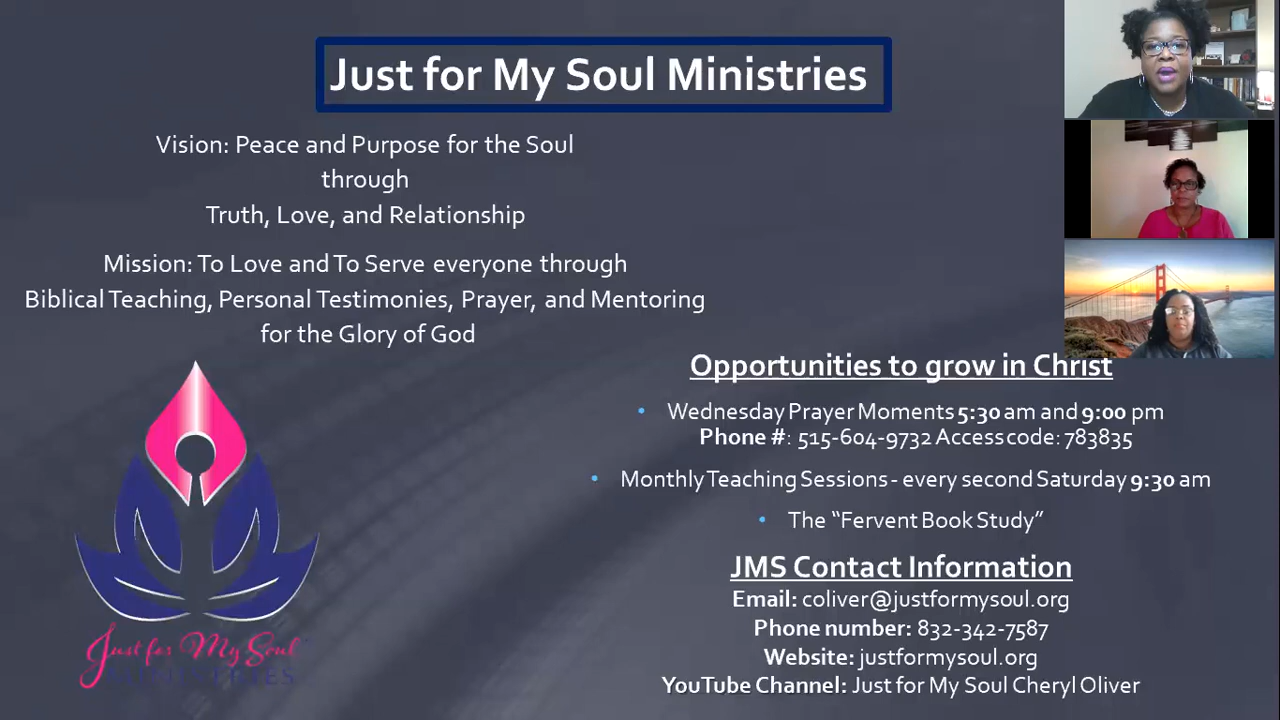 Just for My Soul Ministries
Vision: Peace and Purpose for the Soul
through
Truth, Love, and Relationship
Mission: To Love and To Serve everyone through
Biblical Teaching, Personal Testimonies, Prayer, and Mentoring
for the Glory of God
Opportunities to grow in Christ
• Wednesday Prayer Moments 5:30 am and 9:00 pm
Phone #: 515-604-9732 Access code: 783835
• Monthly Teaching Sessions - every second Saturday 9:30 am
• The “Fervent Book Study”
JMS Contact Information
Email: coliver@justformysoul.org
Phone number: 832-342-7587
Website: justformysoul.org
YouTube Channel: Just for My Soul Cheryl Oliver
Just for My Soul
MINISTRIES